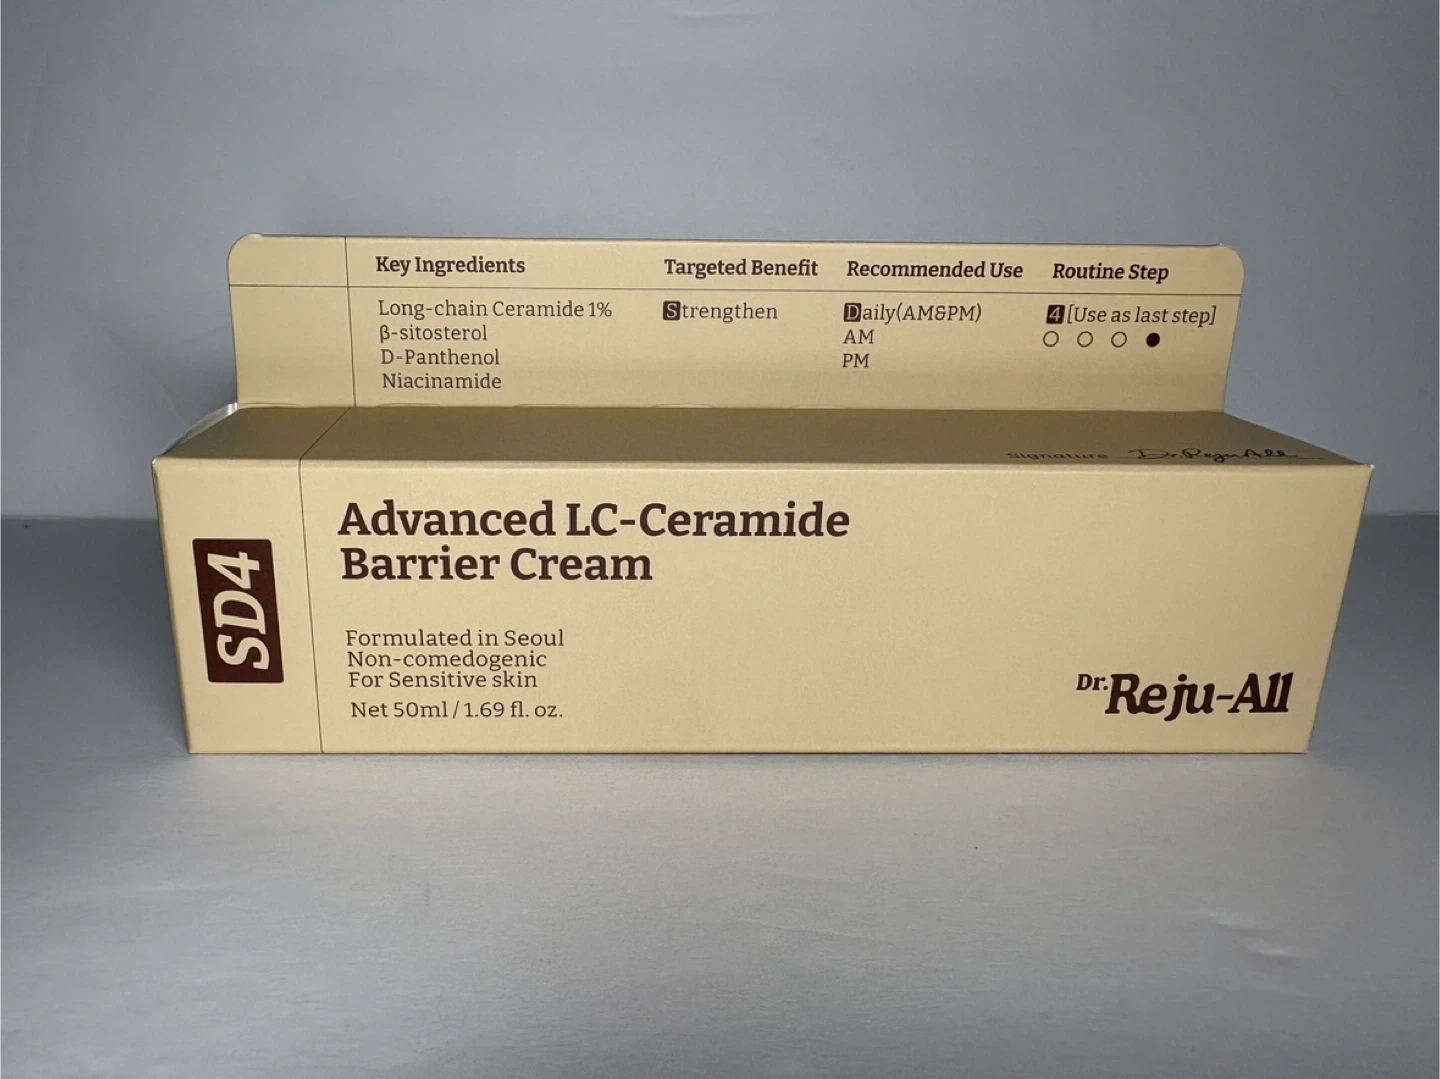 Key Ingredients
Long-chain Ceramide 1%
β-sitosterol
D-Panthenol
Niacinamide
Targeted Benefit
Strengthen
Recommended Use
Daily(AM&PM)
AM
PM
Routine Step
4 [Use as last step]
Signature Dr.RejuAll
SD4
Advanced LC-Ceramide
Barrier Cream
Formulated in Seoul
Non-comedogenic
For Sensitive skin
Net 50ml / 1.69 fl. oz.
Dr.Reju-All